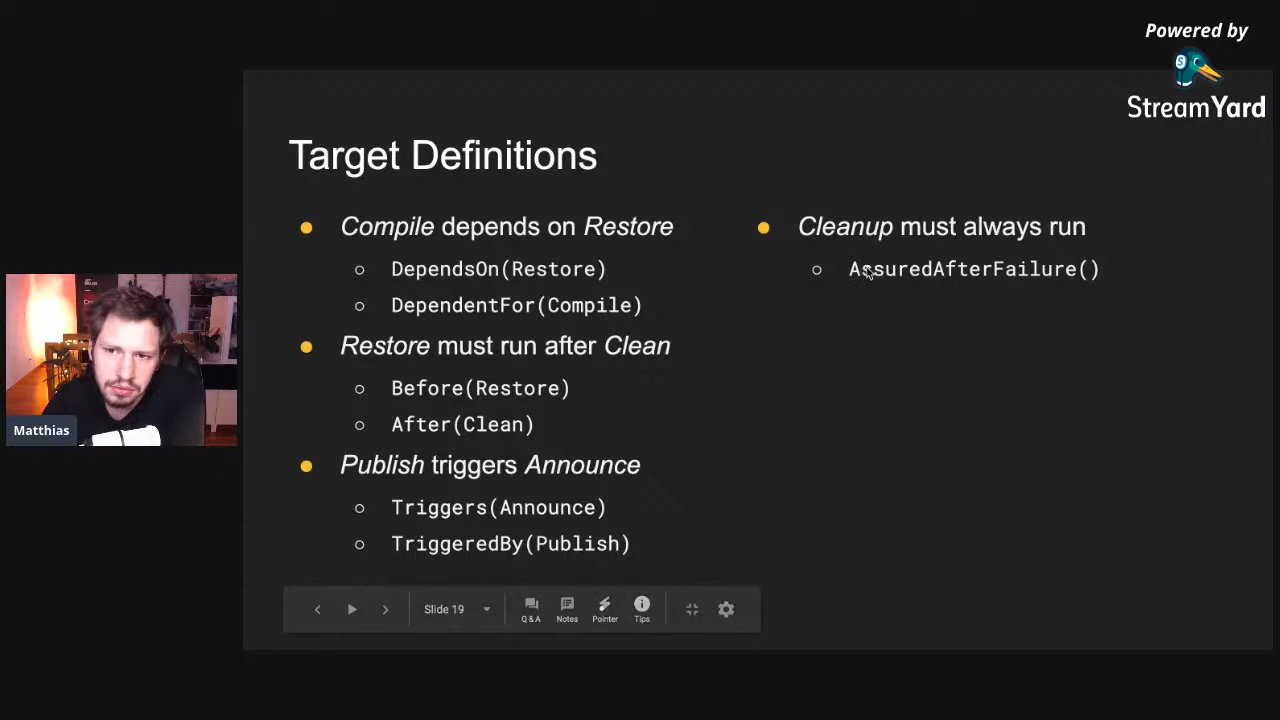 Powered by
StreamYard
Target Definitions
Compile depends on Restore
DependsOn(Restore)
DependentFor(Compile)
Restore must run after Clean
Before(Restore)
After(Clean)
Publish triggers Announce
Triggers(Announce)
TriggeredBy(Publish)
Cleanup must always run
AssuredAfterFailure()
Matthias
Slide 19
Q&A
Notes
Pointer
Tips